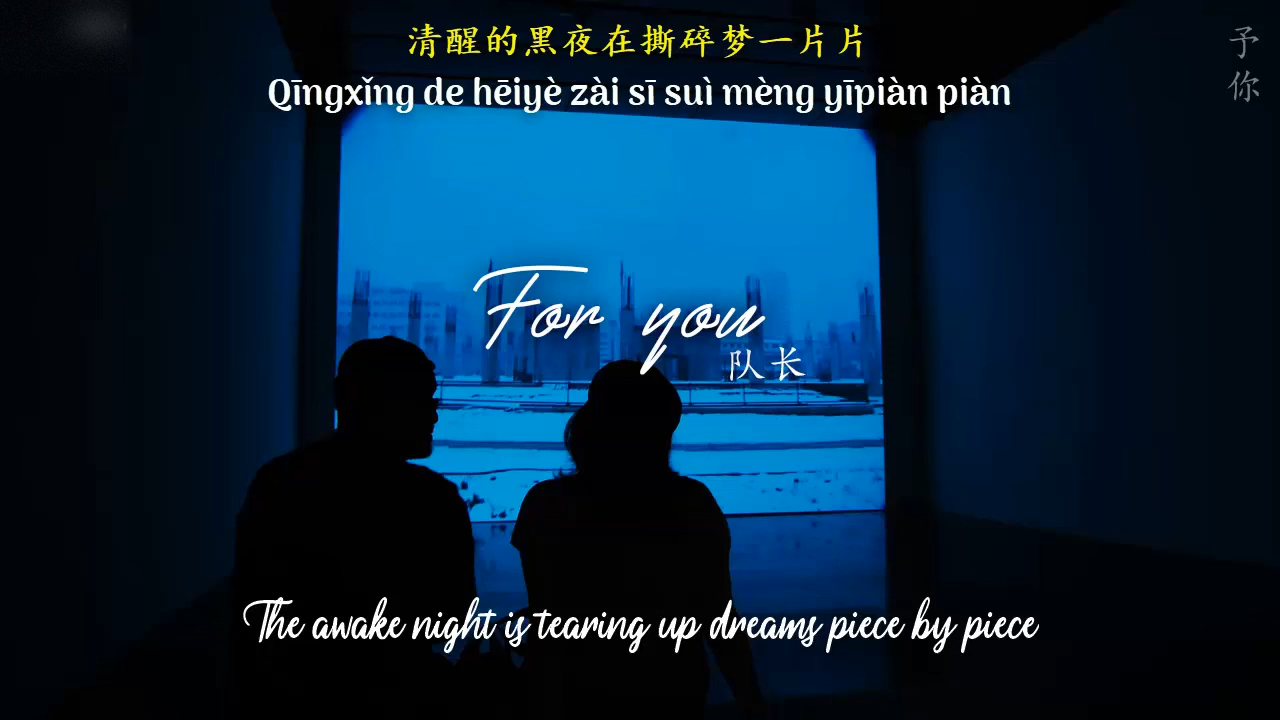 清醒的黑夜在撕碎梦一片片
Qīngxǐng de hēiyè zài sī suì mèng yīpiàn piàn
予你
For you
队长
The awake night is tearing up dreams piece by piece